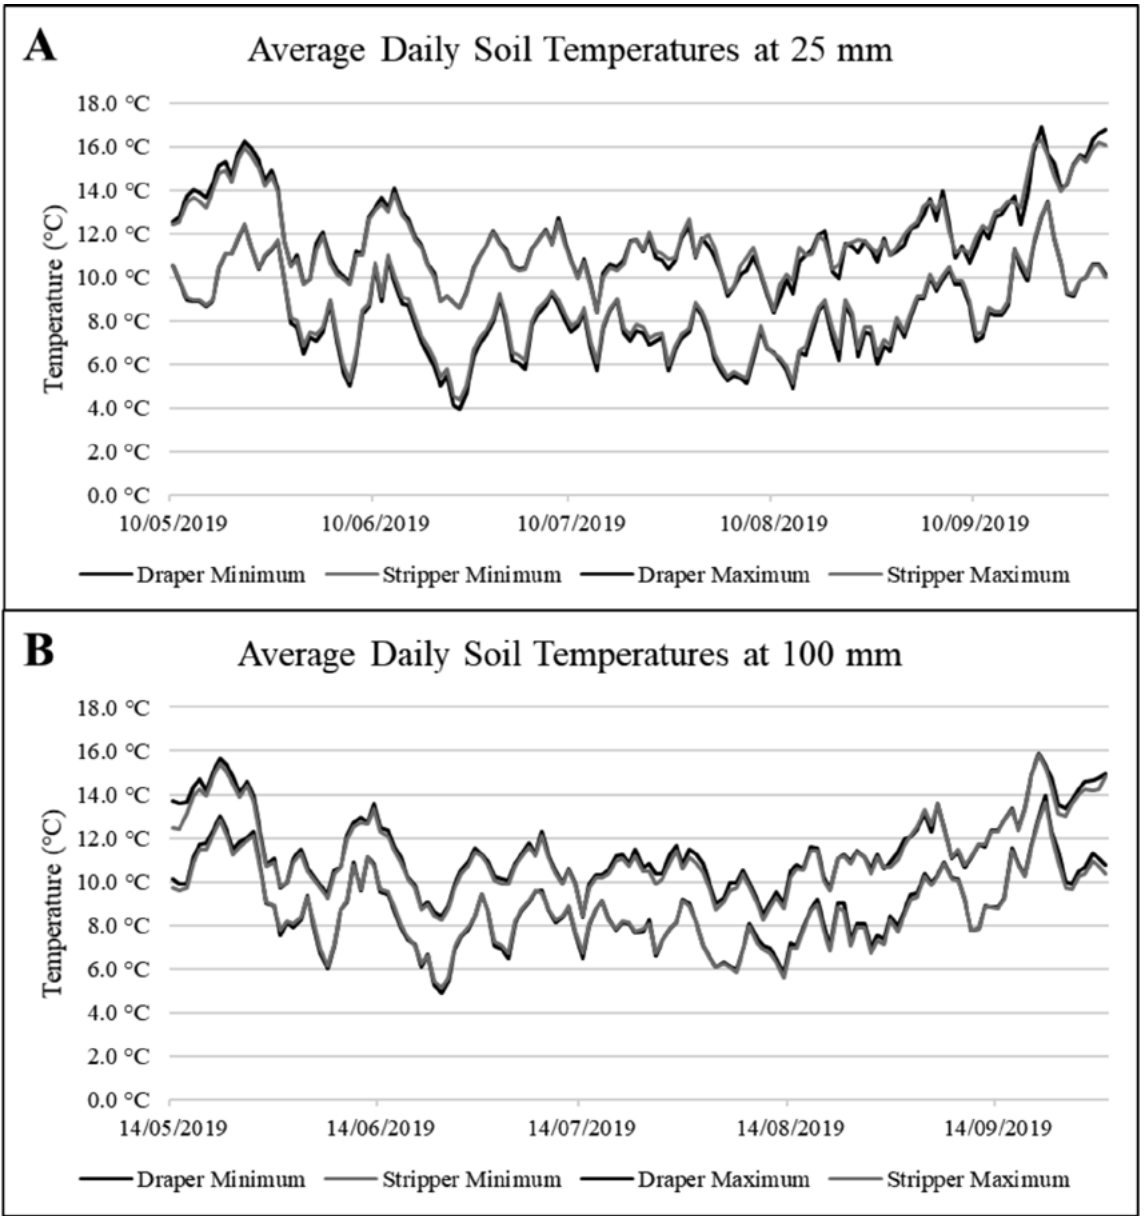 A
Average Daily Soil Temperatures at 25 mm
Temperature (°C)
18.0 °C
16.0 °C
14.0 °C
12.0 °C
10.0 °C
8.0 °C
6.0 °C
4.0 °C
2.0 °C
0.0 °C
10/05/2019 10/06/2019 10/07/2019 10/08/2019 10/09/2019
Draper Minimum Stripper Minimum Draper Maximum Stripper Maximum
B
Average Daily Soil Temperatures at 100 mm
Temperature (°C)
18.0 °C
16.0 °C
14.0 °C
12.0 °C
10.0 °C
8.0 °C
6.0 °C
4.0 °C
2.0 °C
0.0 °C
14/05/2019 14/06/2019 14/07/2019 14/08/2019 14/09/2019
Draper Minimum Stripper Minimum Draper Maximum Stripper Maximum